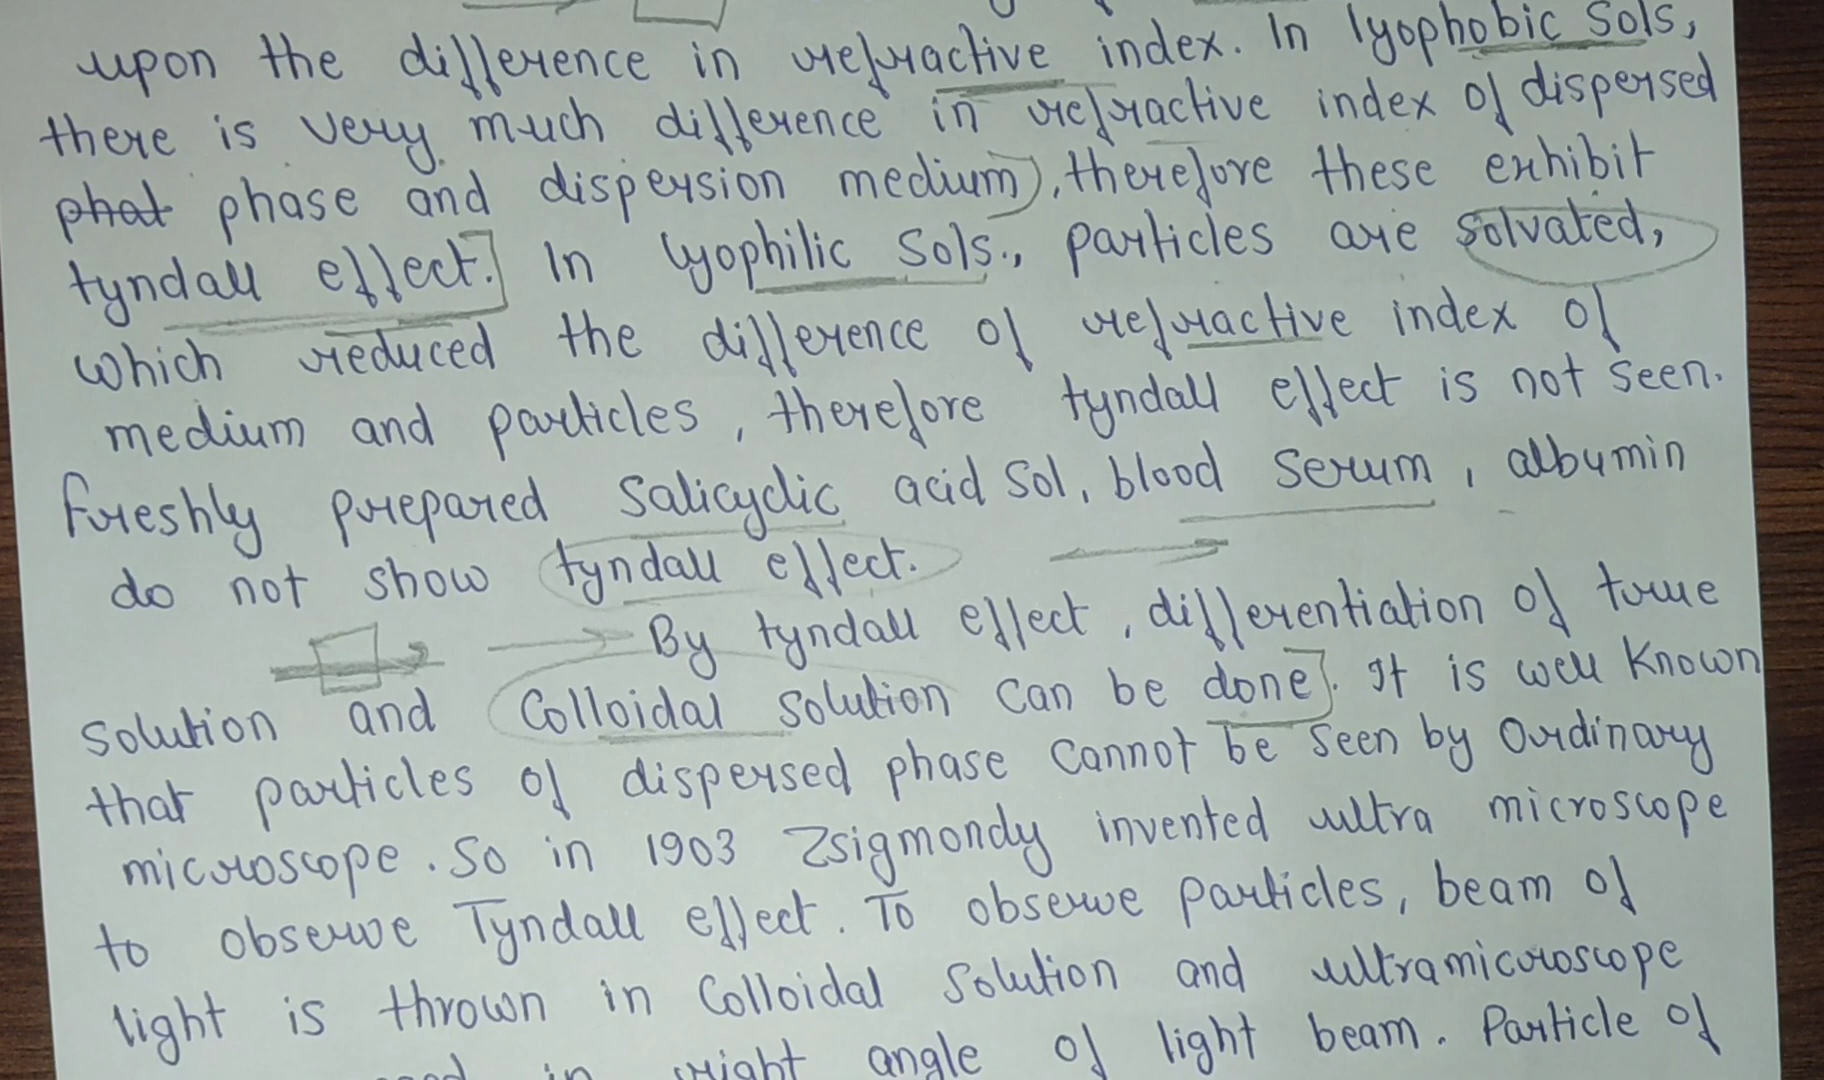 upon the difference in refractive index. In lyophobic Sols,
there is very much difference in refractive index of dispersed
phat phase and dispersion medium), therefore these exhibit
tyndall effect.] In lyophilic Sols., particles are solvated,
which reduced the difference of refractive index of
medium and particles, therefore tyndall effect is not seen.
Freshly prepared Salicyclic acid Sol, blood Serum, albumin
do not show tyndall effect.
By tyndall effect, differentiation of true
solution and Colloidal solution can be done]. It is well Known
that particles of dispersed phase Cannot be seen by Ordinary
microscope. So in 1903 Zsigmondy invented ultra microscope
to observe Tyndall effect. To observe particles, beam of
light is thrown in Colloidal Solution and ultramicroscope
in right angle of light beam. Particle of